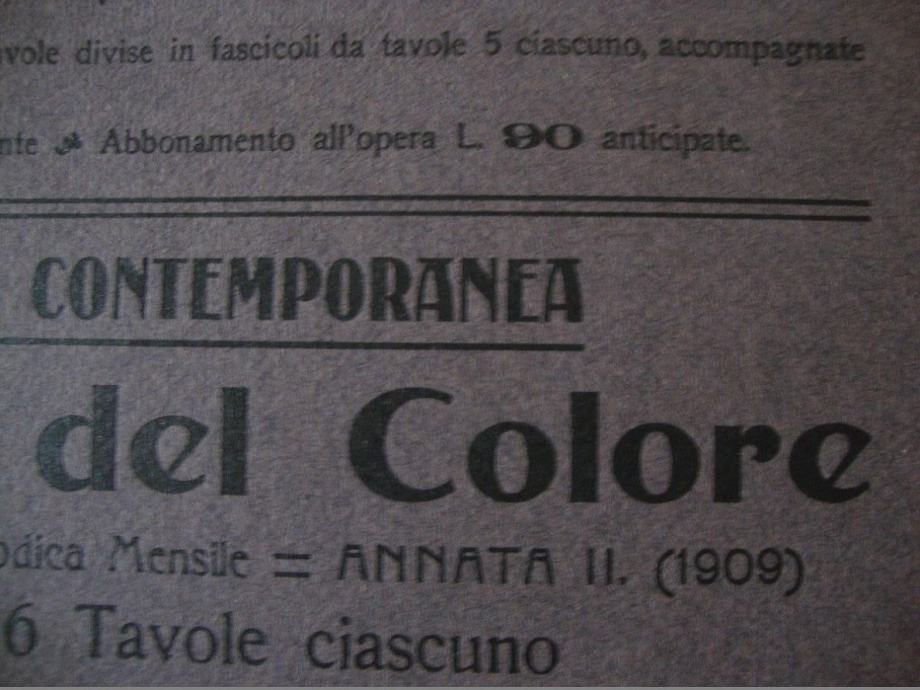 vole divise in fascicoli da tavole 5 ciascuno, accompagnate
nte Abbonamento all'opera L. 90 anticipate.
CONTEMPORANEA
del Colore
odica Mensile = ANNATA II. (1909)
6 Tavole ciascuno